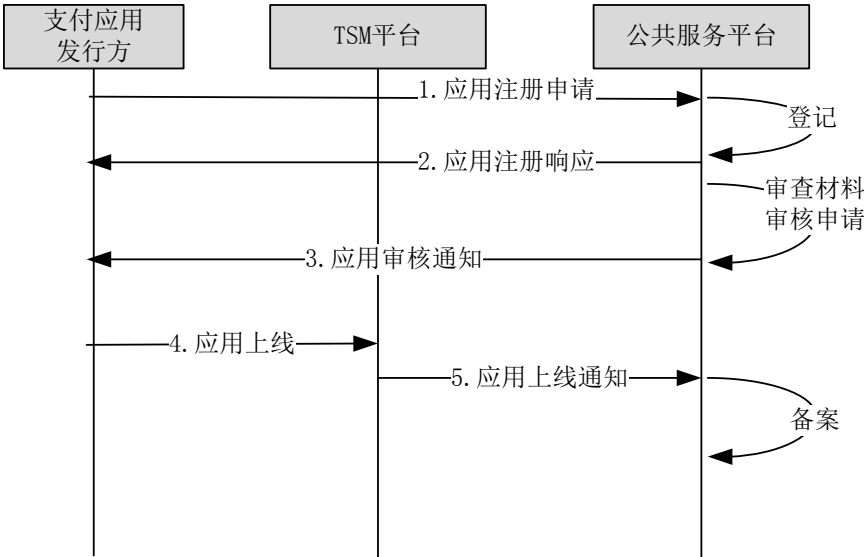 支付应用
发行方
TSM平台
公共服务平台
1.应用注册申请
登记
2.应用注册响应
审查材料
审核申请
3.应用审核通知
4.应用上线
5.应用上线通知
备案